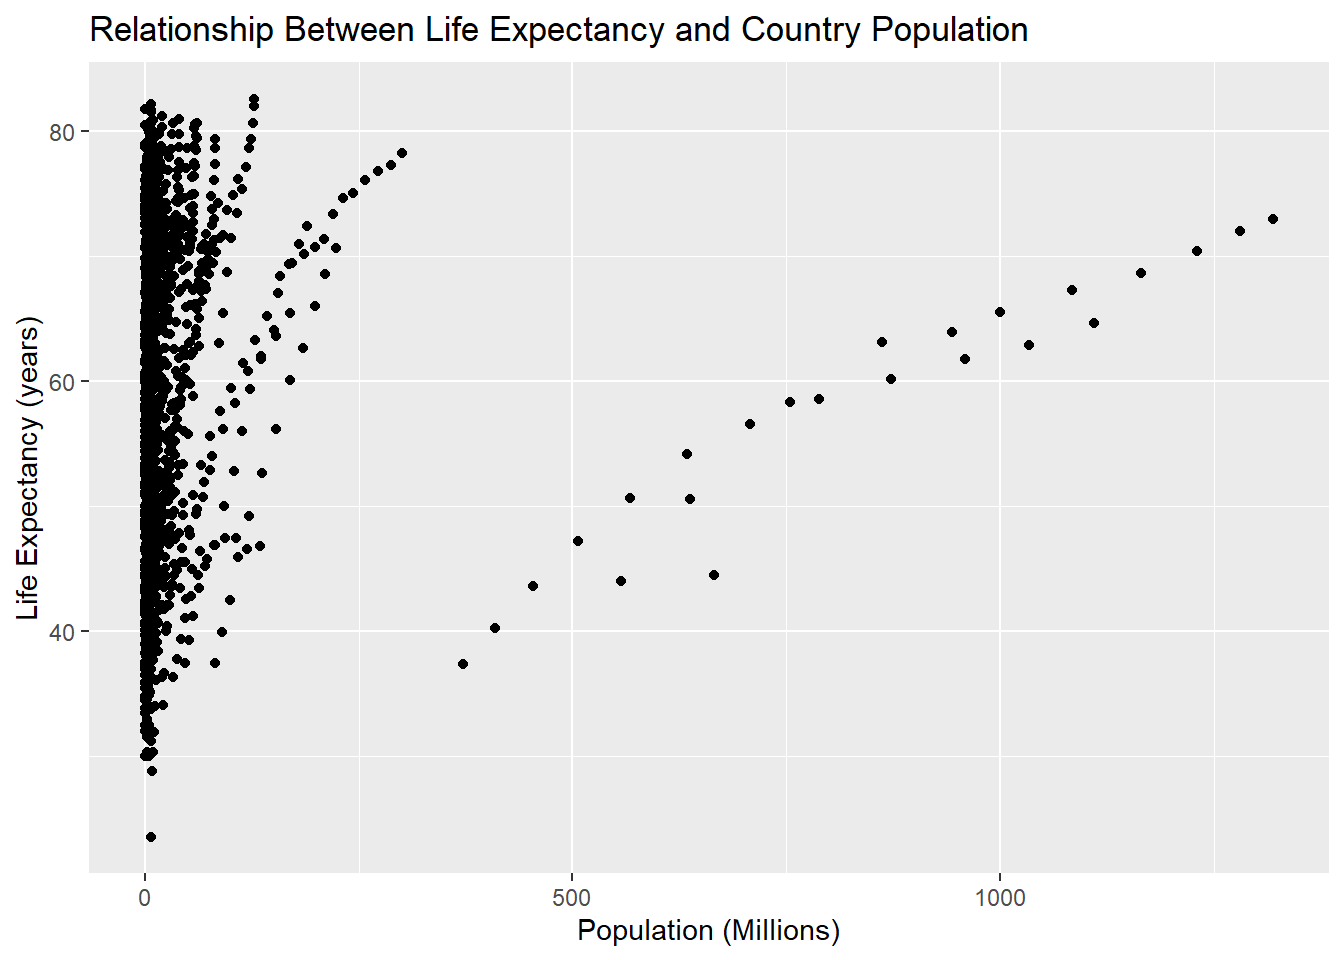 Relationship Between Life Expectancy and Country Population
Life Expectancy (years)
80
60
40
0
500
1000
Population (Millions)